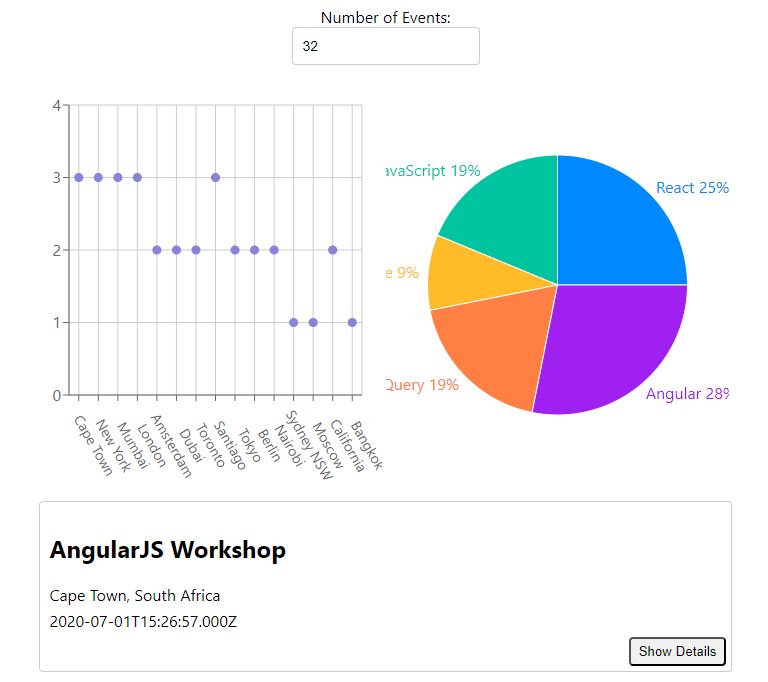 Number of Events:
32
4
3
2
1
0
Cape Town
New York
Mumbai
London
Amsterdam
Dubai
Toronto
Santiago
Tokyo
Berlin
Nairobi
Sydney NSW
Moscow
California
Bangkok
avaScript 19%
React 25%
e 9%
Query 19%
Angular 28%
AngularJS Workshop
Cape Town, South Africa
2020-07-01T15:26:57.000Z
Show Details